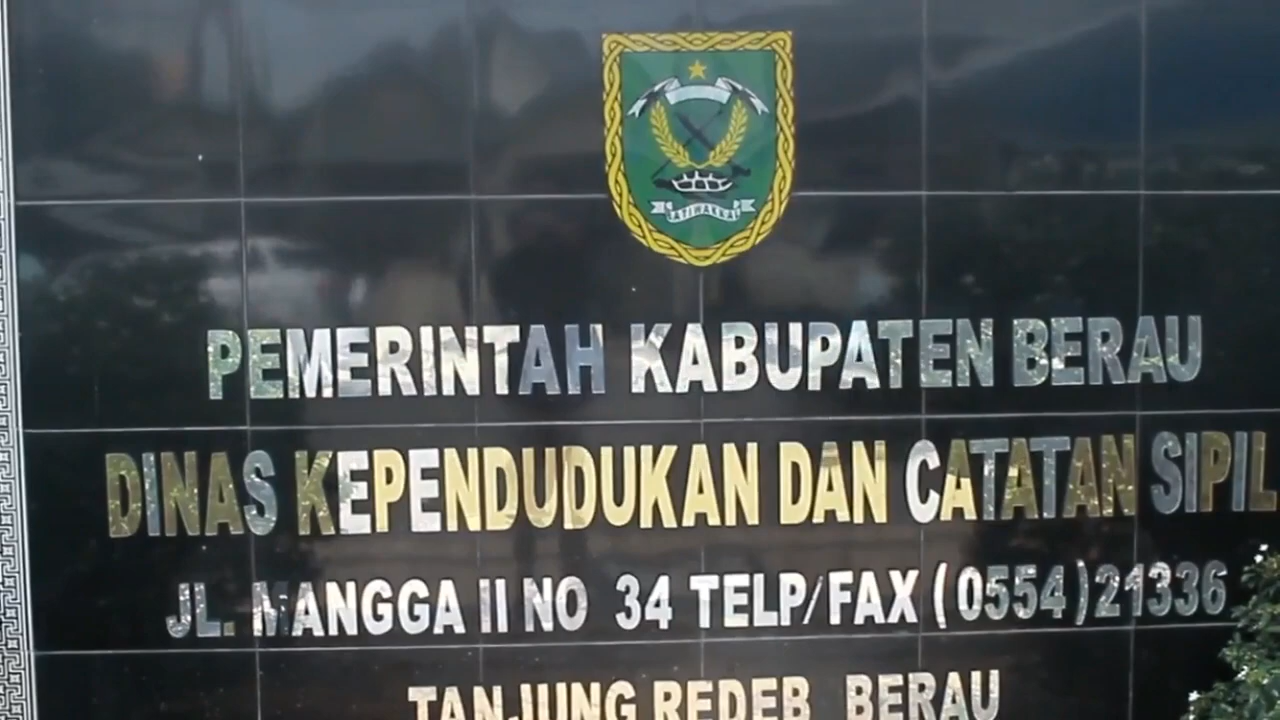 BATIWAKKAL
PEMERINTAH KABUPATEN BERAU
DINAS KEPENDUDUKAN DAN CATATAN SIPIL
JL. MANGGA II NO 34 TELP/FAX (0554)21336
TANJUNG REDEB BERAU